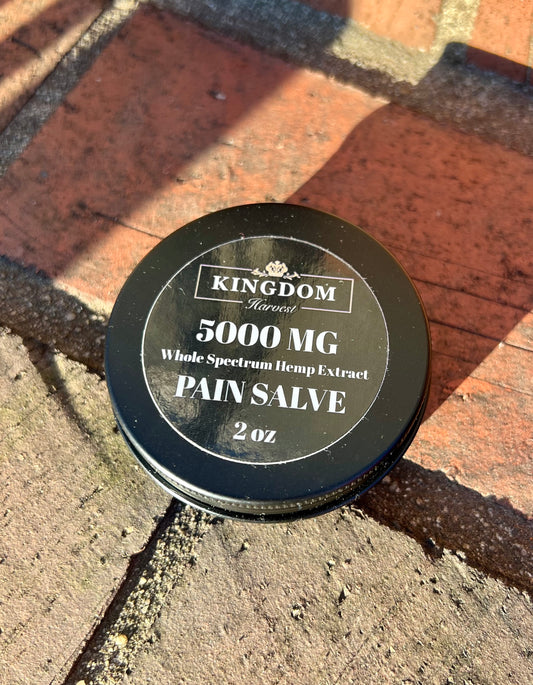 KINGDOM
Harvest
5000 MG
Whole Spectrum Hemp Extract
PAIN SALVE
2 oz